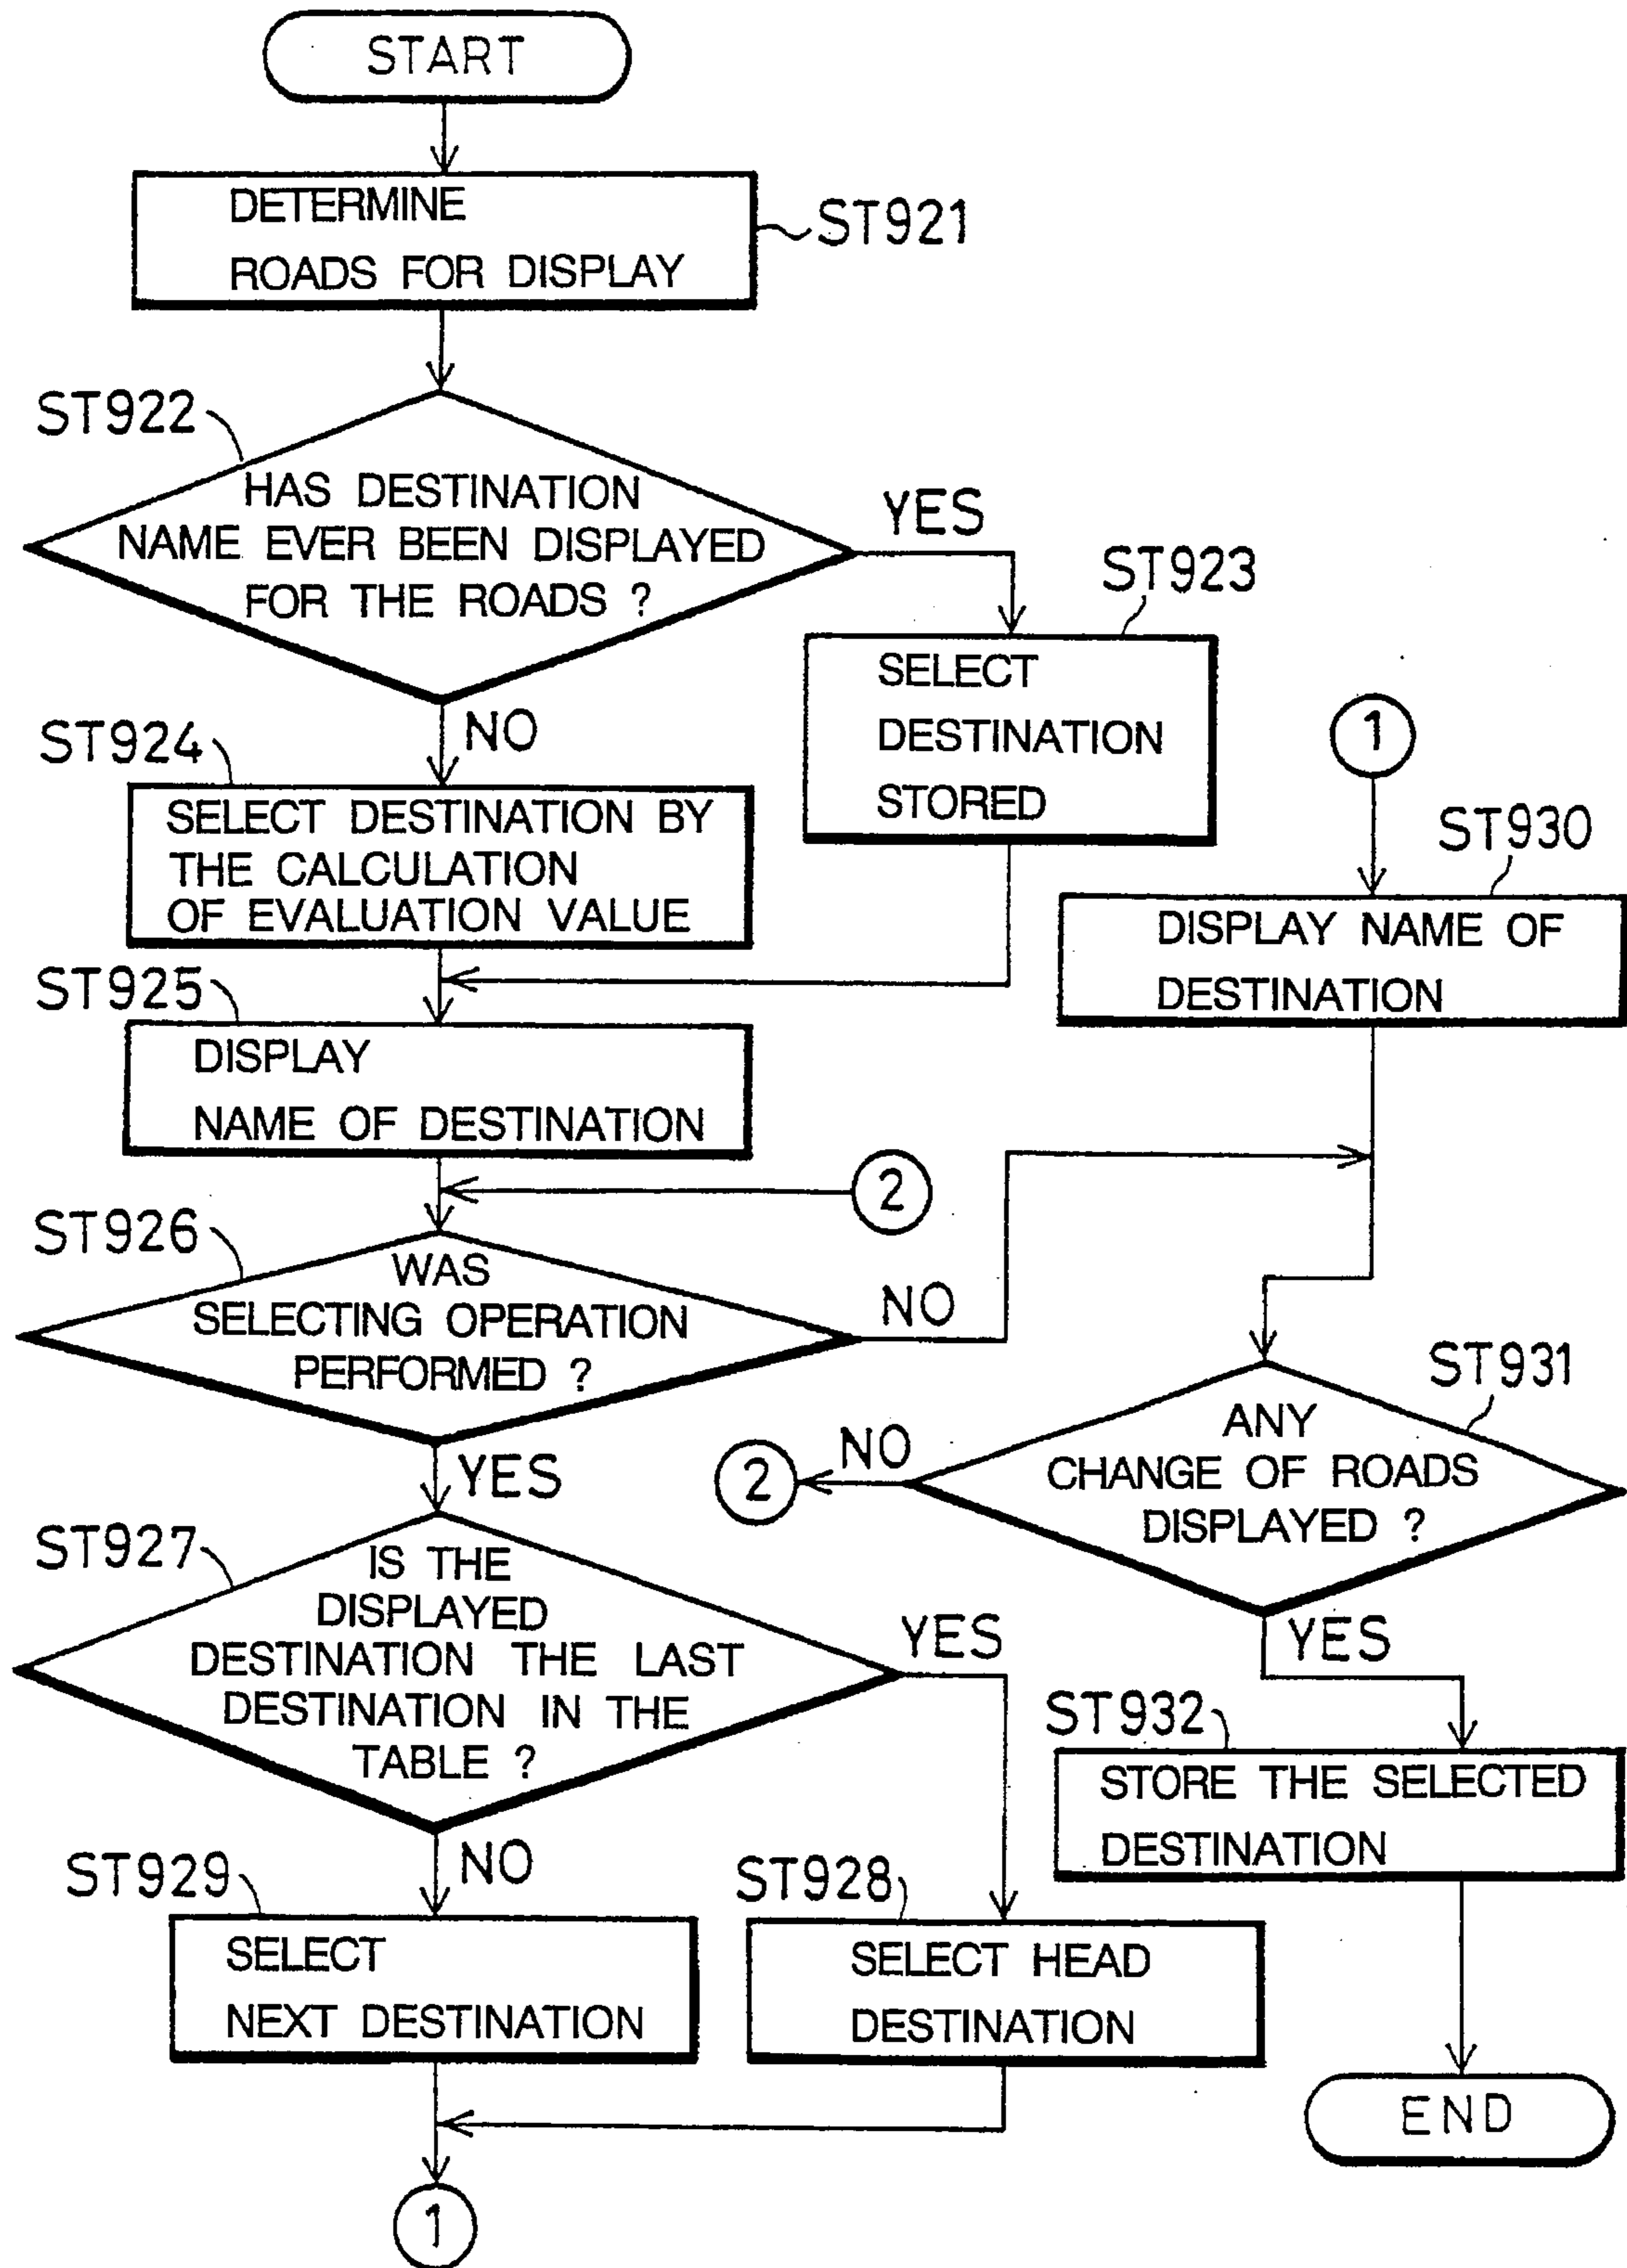 START
DETERMINE
ROADS FOR DISPLAY
ST921
ST922
HAS DESTINATION
NAME EVER BEEN DISPLAYED
FOR THE ROADS ?
YES
ST923
SELECT
DESTINATION
STORED
NO
ST924
SELECT DESTINATION BY
THE CALCULATION
OF EVALUATION VALUE
ST925
DISPLAY
NAME OF DESTINATION
2
ST926
WAS
SELECTING OPERATION
PERFORMED ?
NO
YES
ST927
IS THE
DISPLAYED
DESTINATION THE LAST
DESTINATION IN THE
TABLE ?
YES
NO
ST929
SELECT
NEXT DESTINATION
ST928
SELECT HEAD
DESTINATION
1
1
ST930
DISPLAY NAME OF
DESTINATION
ST931
ANY
CHANGE OF ROADS
DISPLAYED ?
NO
2
YES
ST932
STORE THE SELECTED
DESTINATION
END